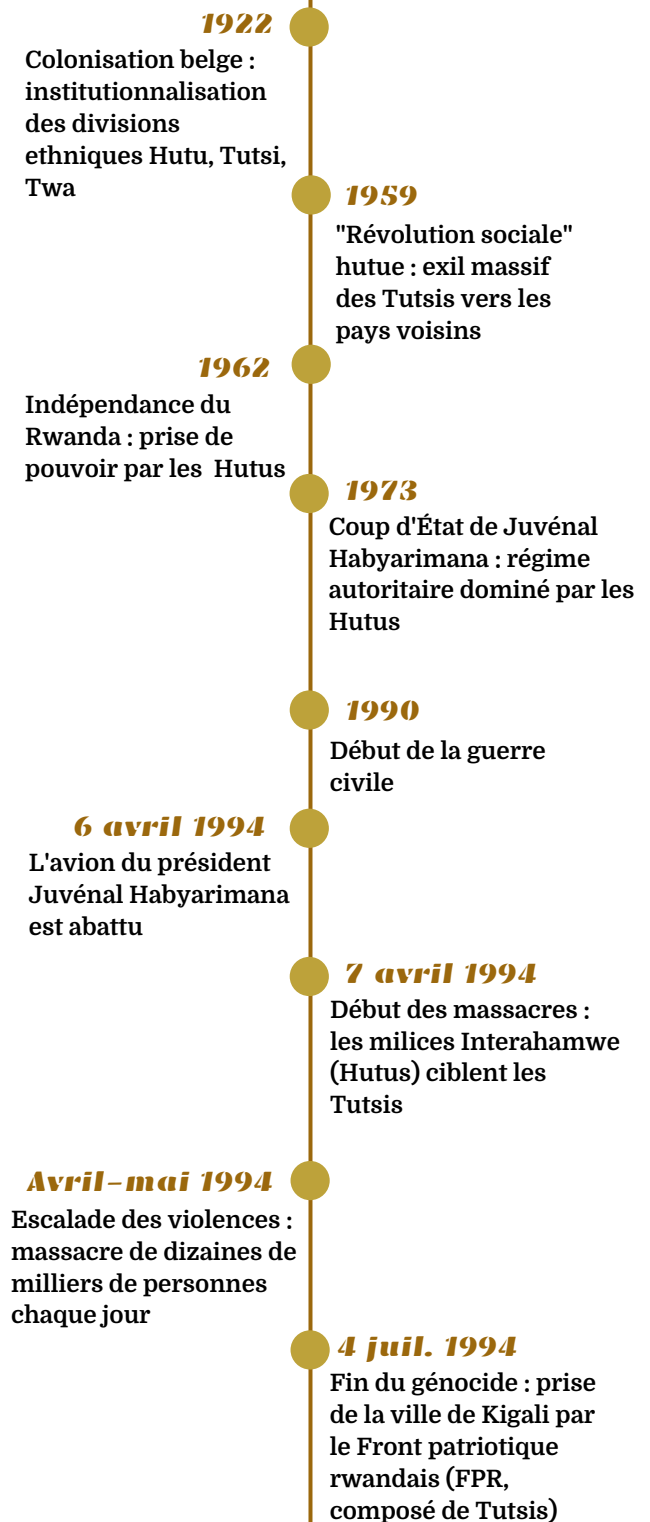 1922
Colonisation belge :
institutionnalisation
des divisions
ethniques Hutu, Tutsi,
Twa
1959
"Révolution sociale"
hutue : exil massif
des Tutsis vers les
pays voisins
1962
Indépendance du
Rwanda : prise de
pouvoir par les  Hutus
1973
Coup d'État de Juvénal
Habyarimana : régime
autoritaire dominé par les
Hutus
1990
Début de la guerre
civile
6 avril 1994
L'avion du président
Juvénal Habyarimana
est abattu
7 avril 1994
Début des massacres :
les milices Interahamwe
(Hutus) ciblent les
Tutsis
Avril-mai 1994
Escalade des violences :
massacre de dizaines de
milliers de personnes
chaque jour
4 juil. 1994
Fin du génocide : prise
de la ville de Kigali par
le Front patriotique
rwandais (FPR,
composé de Tutsis)